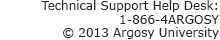 Technical Support Help Desk:
1-866-4ARGOSY
© 2013 Argosy University